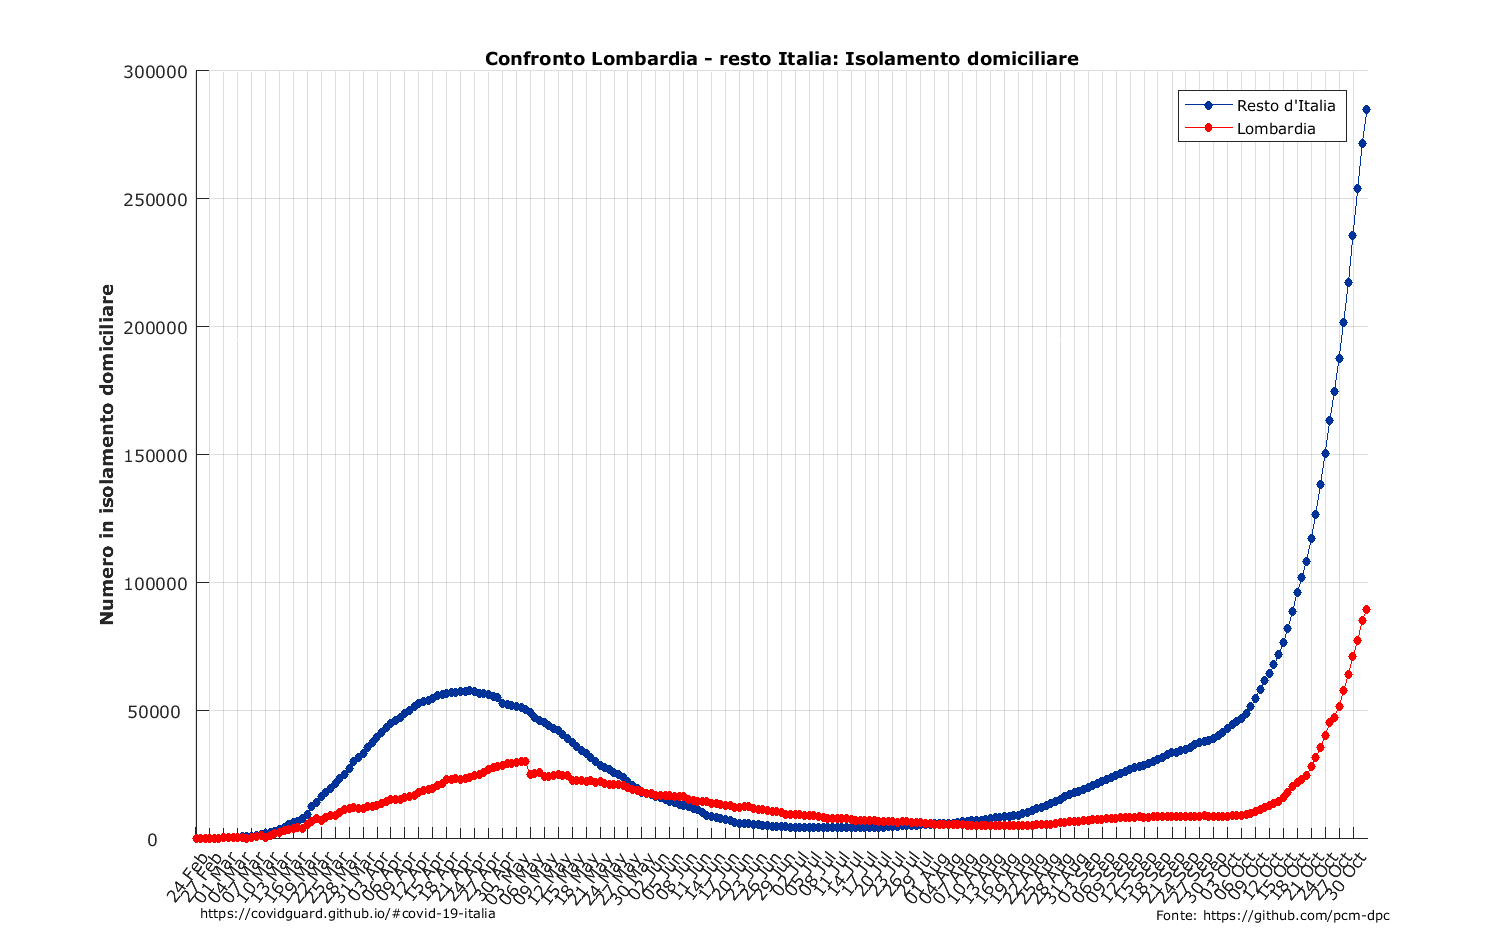 Confronto Lombardia - resto Italia: Isolamento domiciliare
300000
250000
200000
150000
100000
50000
0
Numero in isolamento domiciliare
Resto d'Italia
Lombardia
24 Feb
27 Feb
01 Mar
04 Mar
07 Mar
10 Mar
13 Mar
16 Mar
19 Mar
22 Mar
25 Mar
28 Mar
31 Mar
03 Apr
06 Apr
09 Apr
12 Apr
15 Apr
18 Apr
21 Apr
24 Apr
27 Apr
30 Apr
03 May
06 May
09 May
12 May
15 May
18 May
21 May
24 May
27 May
30 May
02 Jun
05 Jun
08 Jun
11 Jun
14 Jun
17 Jun
20 Jun
23 Jun
26 Jun
02 Jul
05 Jul
08 Jul
11 Jul
14 Jul
17 Jul
20 Jul
23 Jul
26 Jul
29 Jul
01 Aug
04 Aug
07 Aug
10 Aug
13 Aug
16 Aug
19 Aug
22 Aug
25 Aug
28 Aug
31 Aug
03 Sep
06 Sep
09 Sep
12 Sep
15 Sep
18 Sep
21 Sep
24 Sep
27 Sep
30 Sep
03 Oct
06 Oct
09 Oct
12 Oct
15 Oct
18 Oct
21 Oct
24 Oct
30 Oct
https://covidguard.github.io/#covid-19-italia
Fonte: https://github.com/pcm-dpc